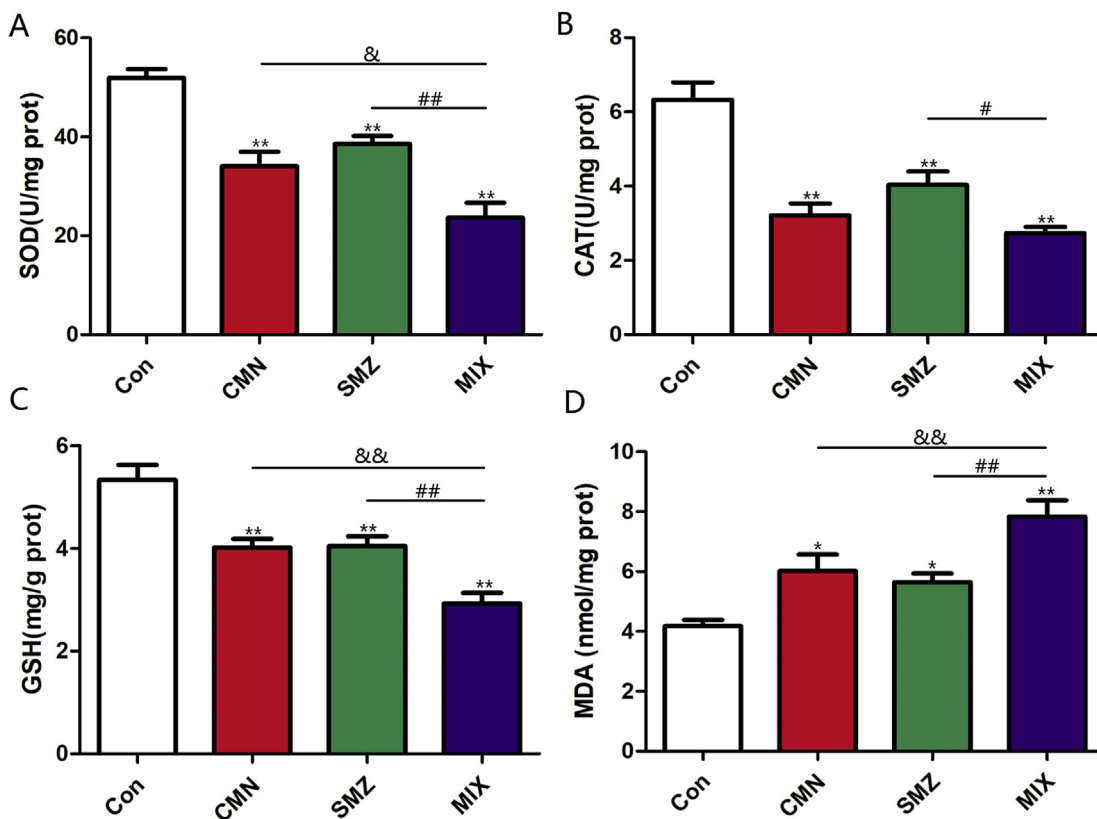 A
SOD(U/mg prot)
60
40
20
0
&
##
**
**
**
Con
CMN
SMZ
MIX
B
CAT(U/mg prot)
8
6
4
2
0
#
**
**
**
Con
CMN
SMZ
MIX
C
GSH(mg/g prot)
6
4
2
0
&&
##
**
**
**
Con
CMN
SMZ
MIX
D
MDA (nmol/mg prot)
10
8
6
4
2
0
&&
##
**
*
*
Con
CMN
SMZ
MIX